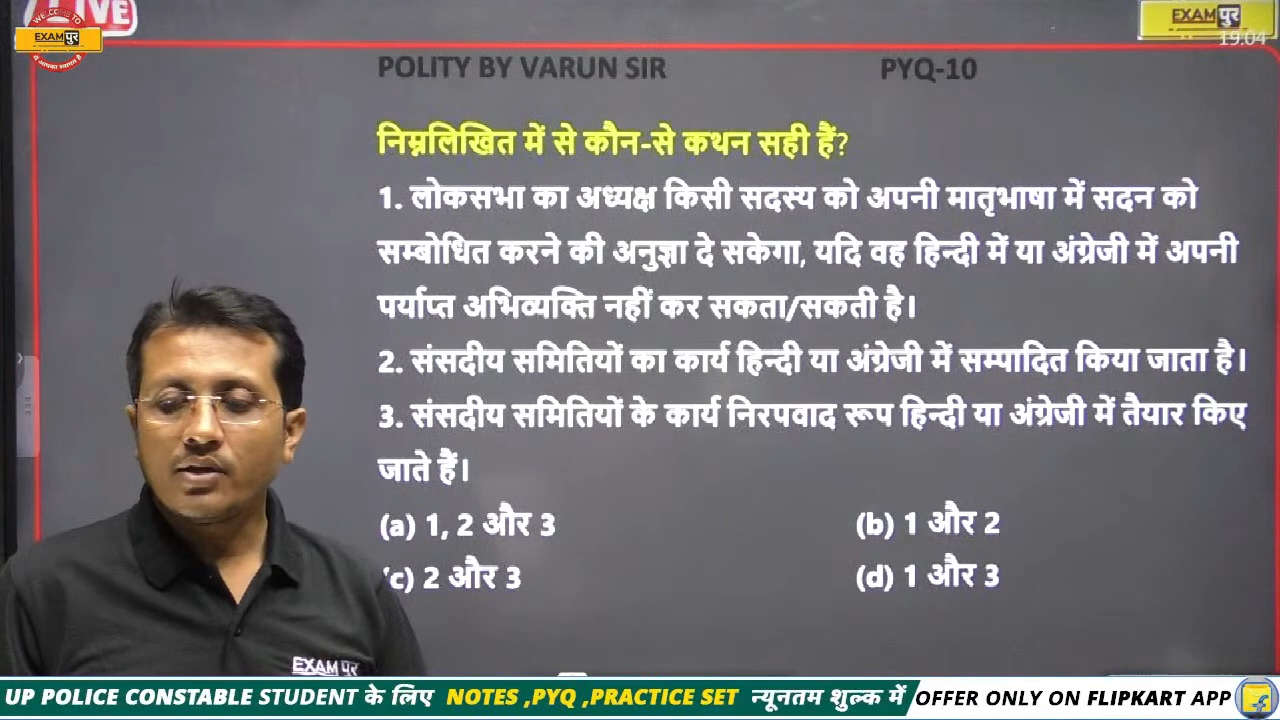 WELCOME TO
LIVE
EXAMपुर
EXAMपुर
19:04
POLITY BY VARUN SIR PYQ-10
निम्नलिखित में से कौन-से कथन सही हैं?
1. लोकसभा का अध्यक्ष किसी सदस्य को अपनी मातृभाषा में सदन को
सम्बोधित करने की अनुज्ञा दे सकेगा, यदि वह हिन्दी में या अंग्रेजी में अपनी
पर्याप्त अभिव्यक्ति नहीं कर सकता/सकती है।
2. संसदीय समितियों का कार्य हिन्दी या अंग्रेजी में सम्पादित किया जाता है।
3. संसदीय समितियों के कार्य निरपवाद रूप हिन्दी या अंग्रेजी में तैयार किए
जाते हैं।
(a) 1, 2 और 3 (b) 1 और 2
(c) 2 और 3 (d) 1 और 3
EXAMपुर
UP POLICE CONSTABLE STUDENT के लिए NOTES ,PYQ ,PRACTICE SET न्यूनतम शुल्क में OFFER ONLY ON FLIPKART APP